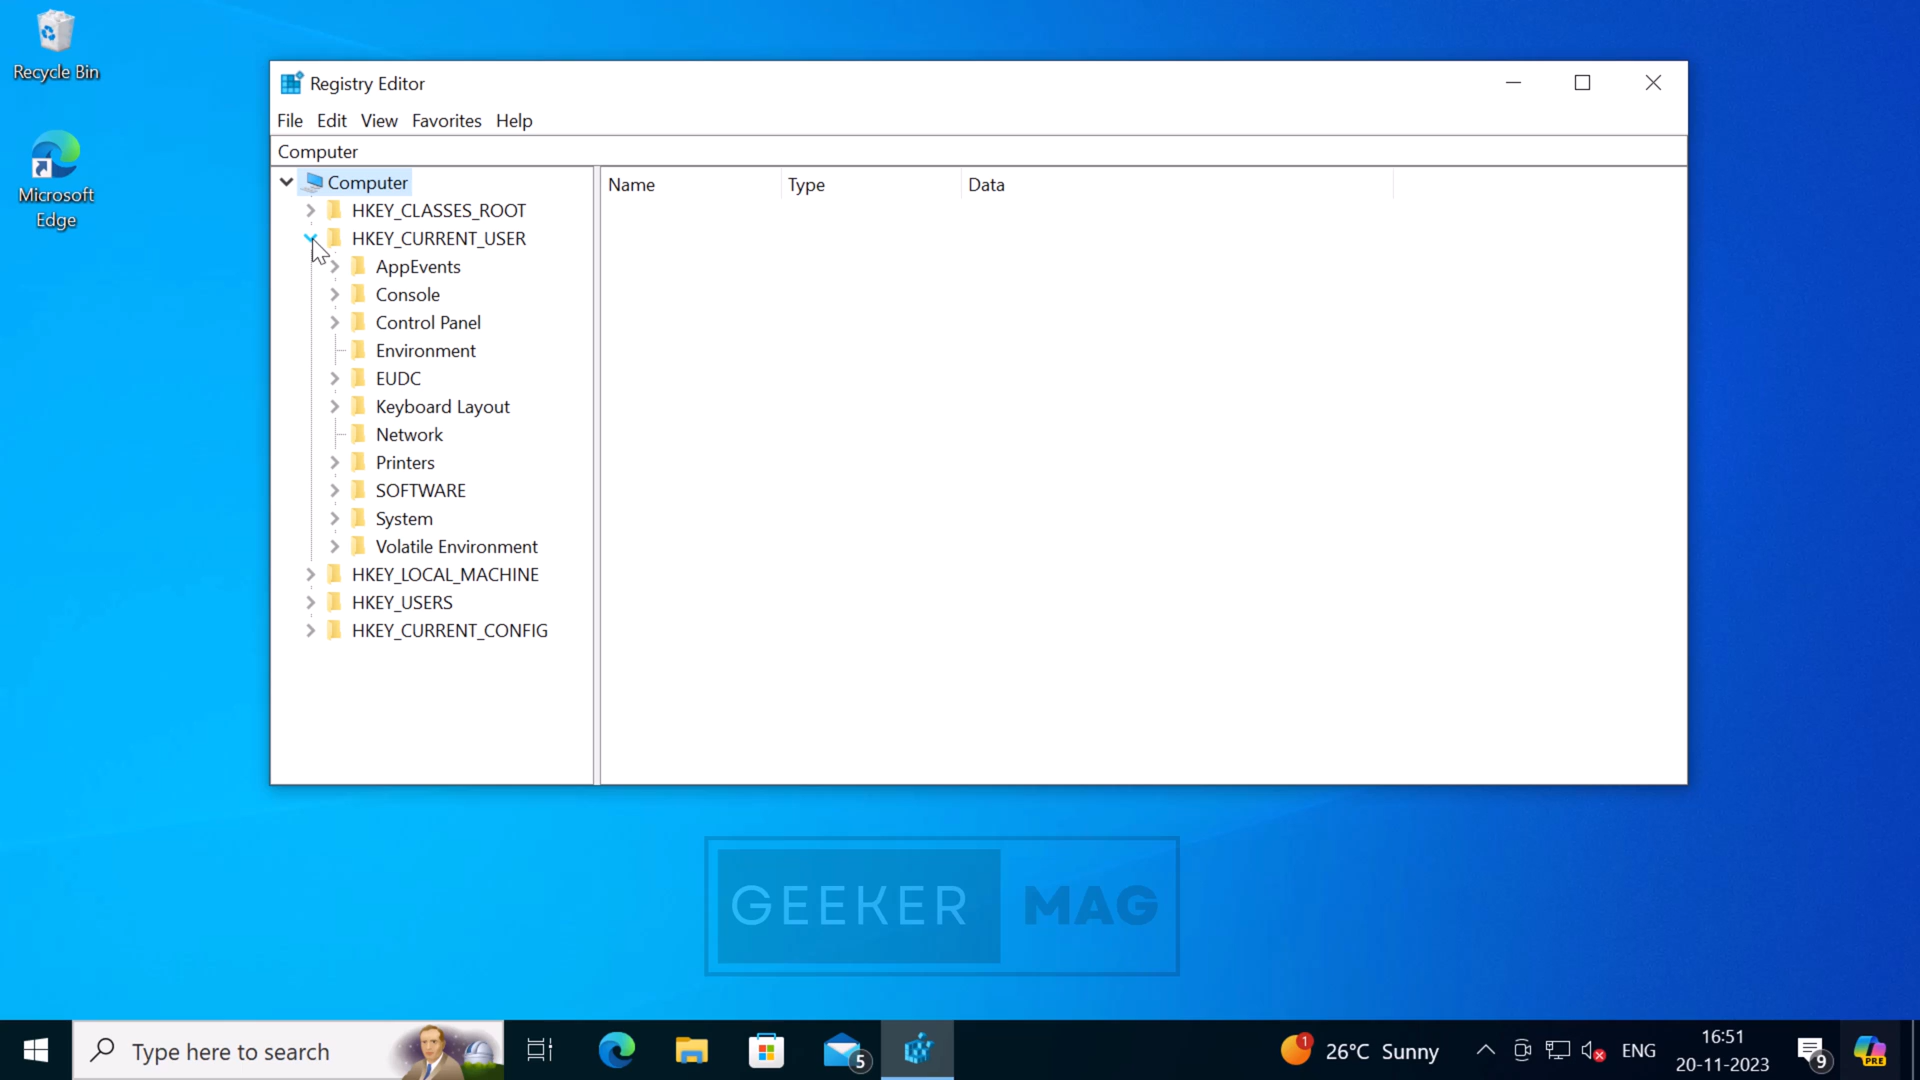 Recycle Bin
Microsoft
Edge
Registry Editor
File Edit View Favorites Help
Computer
Computer
HKEY_CLASSES_ROOT
HKEY_CURRENT_USER
AppEvents
Console
Control Panel
Environment
EUDC
Keyboard Layout
Network
Printers
SOFTWARE
System
Volatile Environment
HKEY_LOCAL_MACHINE
HKEY_USERS
HKEY_CURRENT_CONFIG
Name Type Data
GEEKER MAG
Type here to search
5
1
26°C Sunny
ENG
16:51
20-11-2023
9
PRE